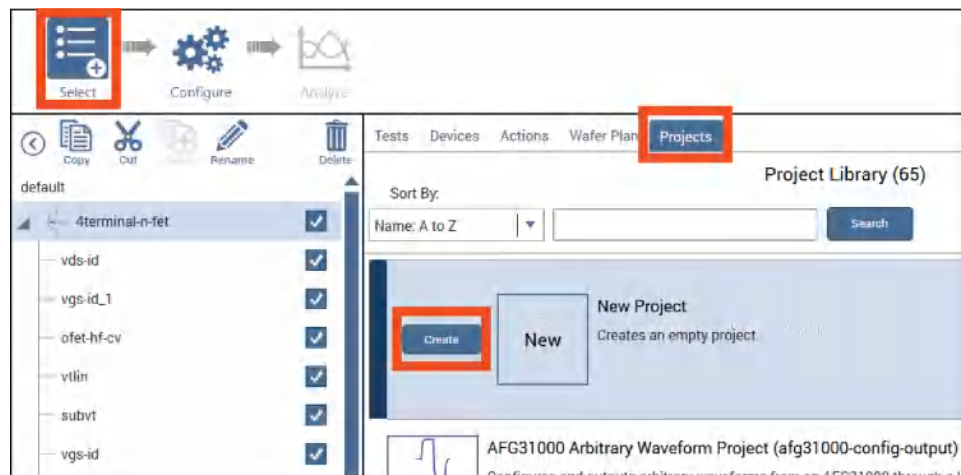 Select
Configure
Analyze
Copy
Cut
Rename
Delete
default
4terminal-n-fet
vds-id
vgs-id_1
ofet-hf-cv
vtlin
subvt
vgs-id
Tests Devices Actions Wafer Plan Projects
Project Library (65)
Sort By:
Name: A to Z
Search
Create
New
New Project
Creates an empty project.
AFG31000 Arbitrary Waveform Project (afg31000-config-output)